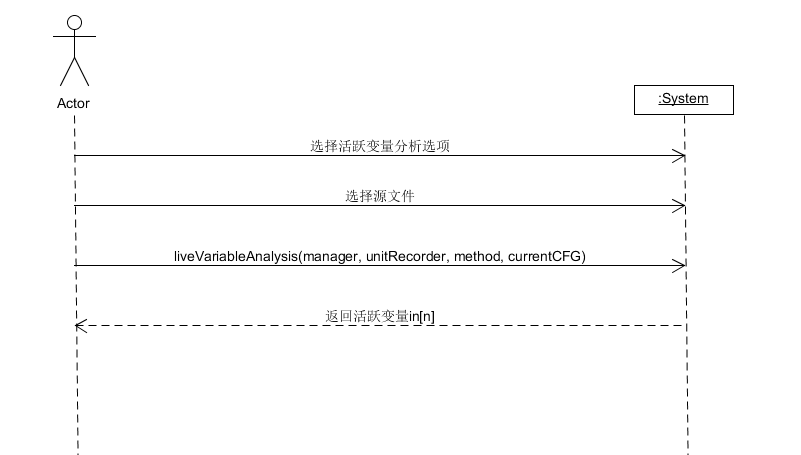 Actor
:System
选择活跃变量分析选项
选择源文件
liveVariableAnalysis(manager, unitRecorder, method, currentCFG)
返回活跃变量in[n]